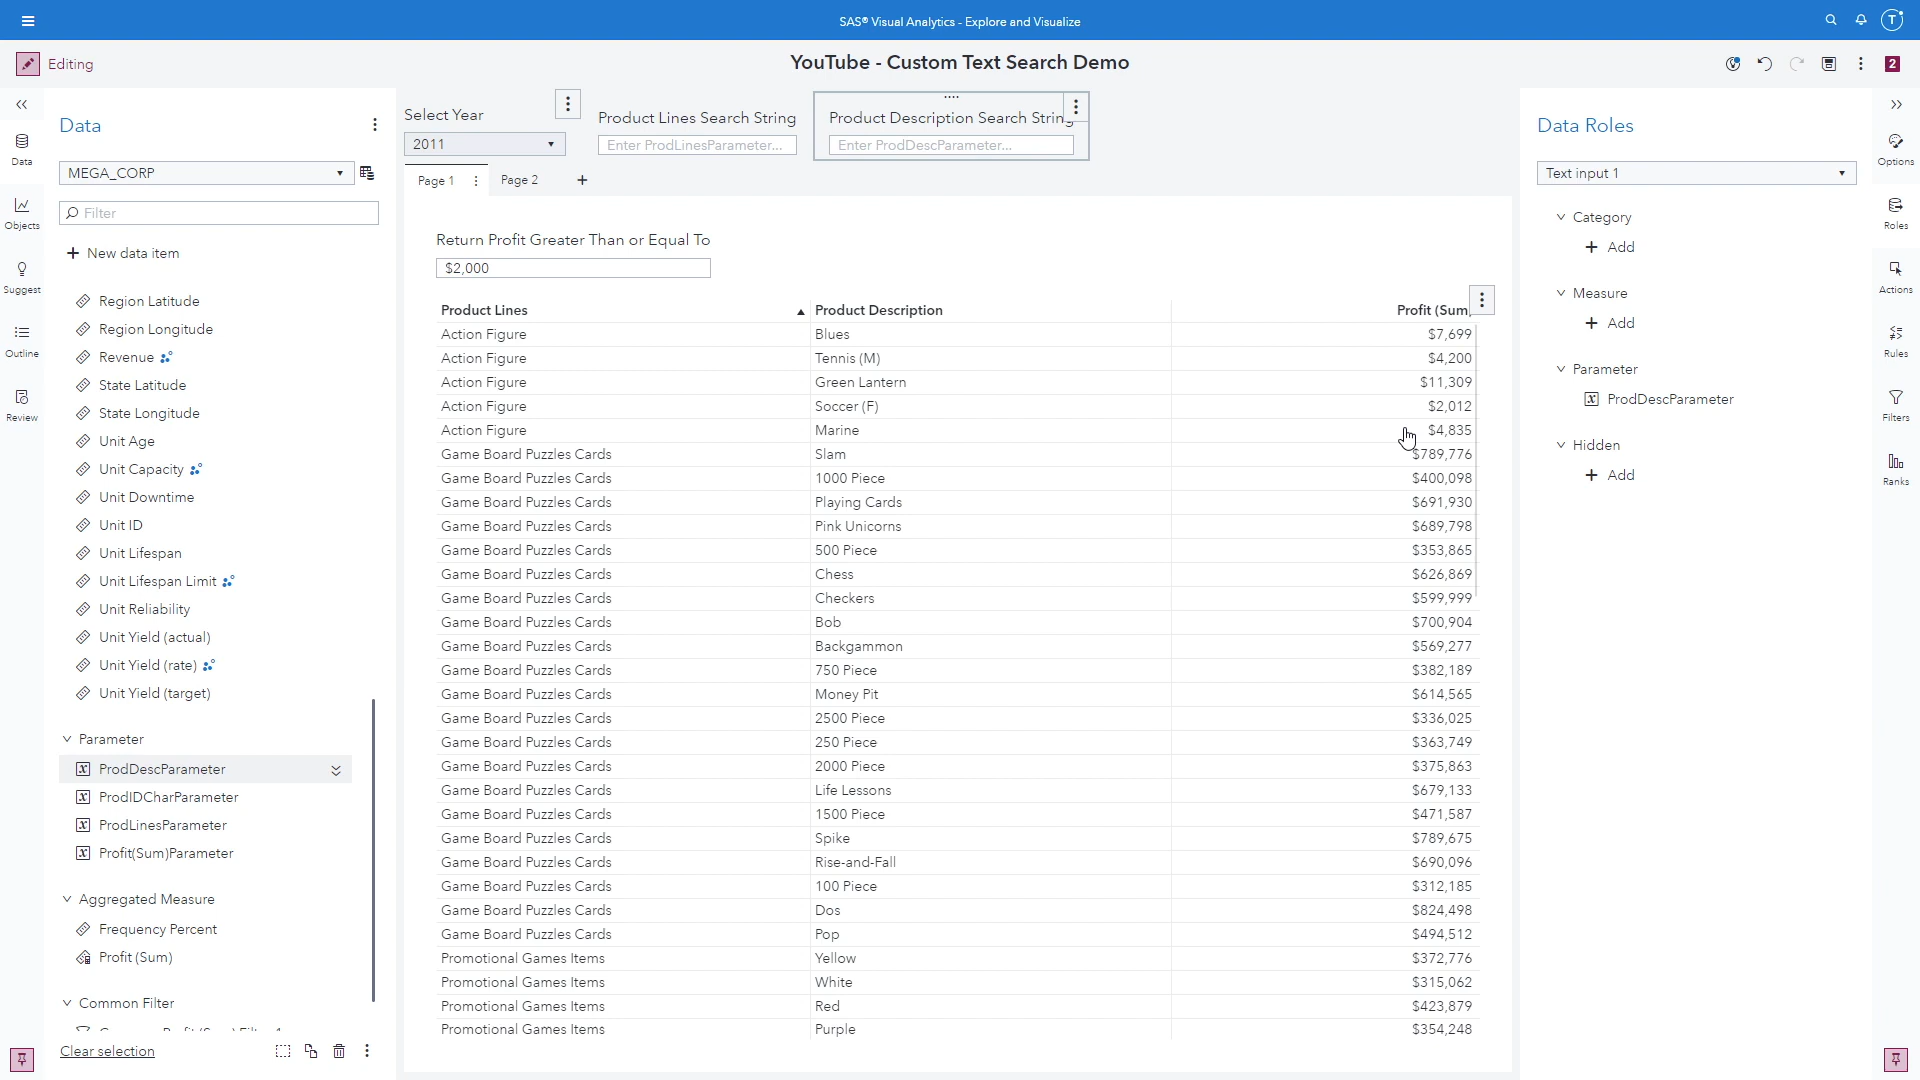 SAS® Visual Analytics - Explore and Visualize
T
Editing
YouTube - Custom Text Search Demo
2
Data
Objects
Suggest
Outline
Review
Data
MEGA_CORP
Filter
New data item
Region Latitude
Region Longitude
Revenue
State Latitude
State Longitude
Unit Age
Unit Capacity
Unit Downtime
Unit ID
Unit Lifespan
Unit Lifespan Limit
Unit Reliability
Unit Yield (actual)
Unit Yield (rate)
Unit Yield (target)
Parameter
ProdDescParameter
ProdIDCharParameter
ProdLinesParameter
Profit(Sum)Parameter
Aggregated Measure
Frequency Percent
Profit (Sum)
Common Filter
Clear selection
Select Year
2011
Product Lines Search String
Enter ProdLinesParameter...
Product Description Search String
Enter ProdDescParameter...
Page 1
Page 2
Return Profit Greater Than or Equal To
$2,000
Product Lines Product Description Profit (Sum
Action Figure Blues $7,699
Action Figure Tennis (M) $4,200
Action Figure Green Lantern $11,309
Action Figure Soccer (F) $2,012
Action Figure Marine $4,835
Game Board Puzzles Cards Slam $789,776
Game Board Puzzles Cards 1000 Piece $400,098
Game Board Puzzles Cards Playing Cards $691,930
Game Board Puzzles Cards Pink Unicorns $689,798
Game Board Puzzles Cards 500 Piece $353,865
Game Board Puzzles Cards Chess $626,869
Game Board Puzzles Cards Checkers $599,999
Game Board Puzzles Cards Bob $700,904
Game Board Puzzles Cards Backgammon $569,277
Game Board Puzzles Cards 750 Piece $382,189
Game Board Puzzles Cards Money Pit $614,565
Game Board Puzzles Cards 2500 Piece $336,025
Game Board Puzzles Cards 250 Piece $363,749
Game Board Puzzles Cards 2000 Piece $375,863
Game Board Puzzles Cards Life Lessons $679,133
Game Board Puzzles Cards 1500 Piece $471,587
Game Board Puzzles Cards Spike $789,675
Game Board Puzzles Cards Rise-and-Fall $690,096
Game Board Puzzles Cards 100 Piece $312,185
Game Board Puzzles Cards Dos $824,498
Game Board Puzzles Cards Pop $494,512
Promotional Games Items Yellow $372,776
Promotional Games Items White $315,062
Promotional Games Items Red $423,879
Promotional Games Items Purple $354,248
Data Roles
Text input 1
Category
Add
Measure
Add
Parameter
ProdDescParameter
Hidden
Add
Options
Roles
Actions
Rules
Filters
Ranks